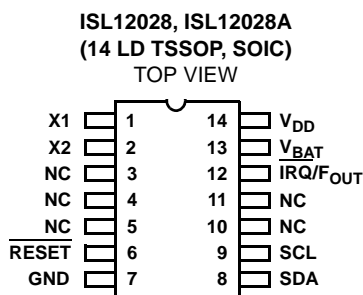 ISL12028, ISL12028A
(14 LD TSSOP, SOIC)
TOP VIEW
X1 1 14 VDD
X2 2 13 VBAT
NC 3 12 IRQ/FOUT
NC 4 11 NC
NC 5 10 NC
RESET 6 9 SCL
GND 7 8 SDA